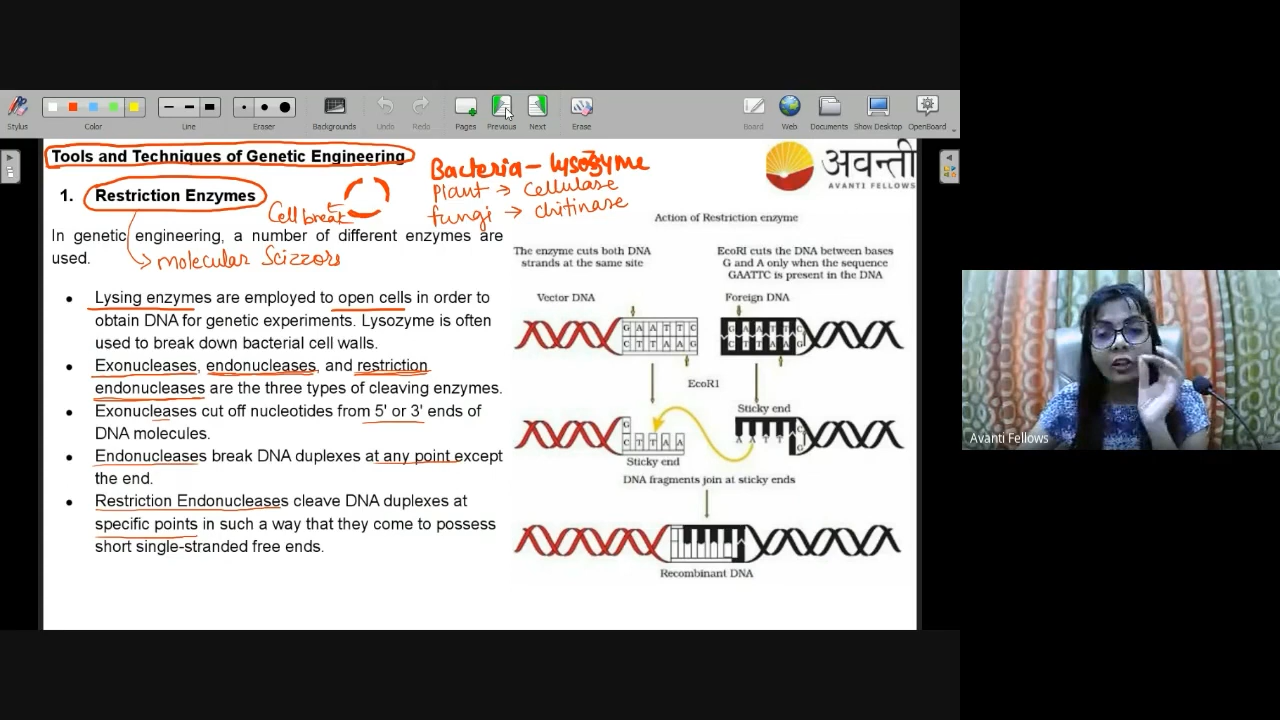 Stylus
Color
Line
Eraser
Backgrounds
Undo
Redo
Pages
Previous
Next
Erase
Board
Web
Documents
Show Desktop
OpenBoard
Tools and Techniques of Genetic Engineering
Bacteria – Lysozyme
Plant → Cellulase
fungi → chitinase
अवन्ती
AVANTI FELLOWS
1. Restriction Enzymes
Cell break
In genetic engineering, a number of different enzymes are
used.
molecular Scizzors
• Lysing enzymes are employed to open cells in order to
obtain DNA for genetic experiments. Lysozyme is often
used to break down bacterial cell walls.
• Exonucleases, endonucleases, and restriction
endonucleases are the three types of cleaving enzymes.
• Exonucleases cut off nucleotides from 5' or 3' ends of
DNA molecules.
• Endonucleases break DNA duplexes at any point except
the end.
• Restriction Endonucleases cleave DNA duplexes at
specific points in such a way that they come to possess
short single-stranded free ends.
Action of Restriction enzyme
The enzyme cuts both DNA
strands at the same site
EcoRI cuts the DNA between bases
G and A only when the sequence
GAATTC is present in the DNA
Vector DNA
Foreign DNA
G A A T T C
C T T A A G
G A A T T C
C T T A A G
EcoR1
Sticky end
G
C T T A A
A A T T C
G
Sticky end
DNA fragments join at sticky ends
Recombinant DNA
Avanti Fellows